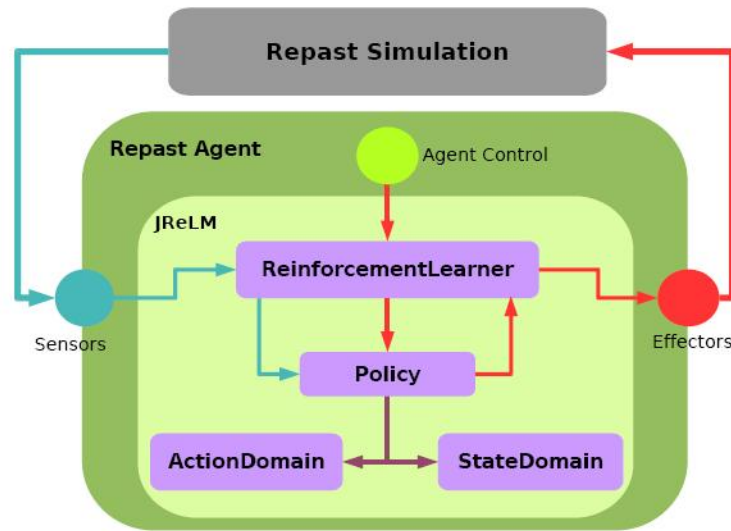 Repast Simulation
Repast Agent
Agent Control
JReLM
ReinforcementLearner
Sensors
Effectors
Policy
ActionDomain
StateDomain